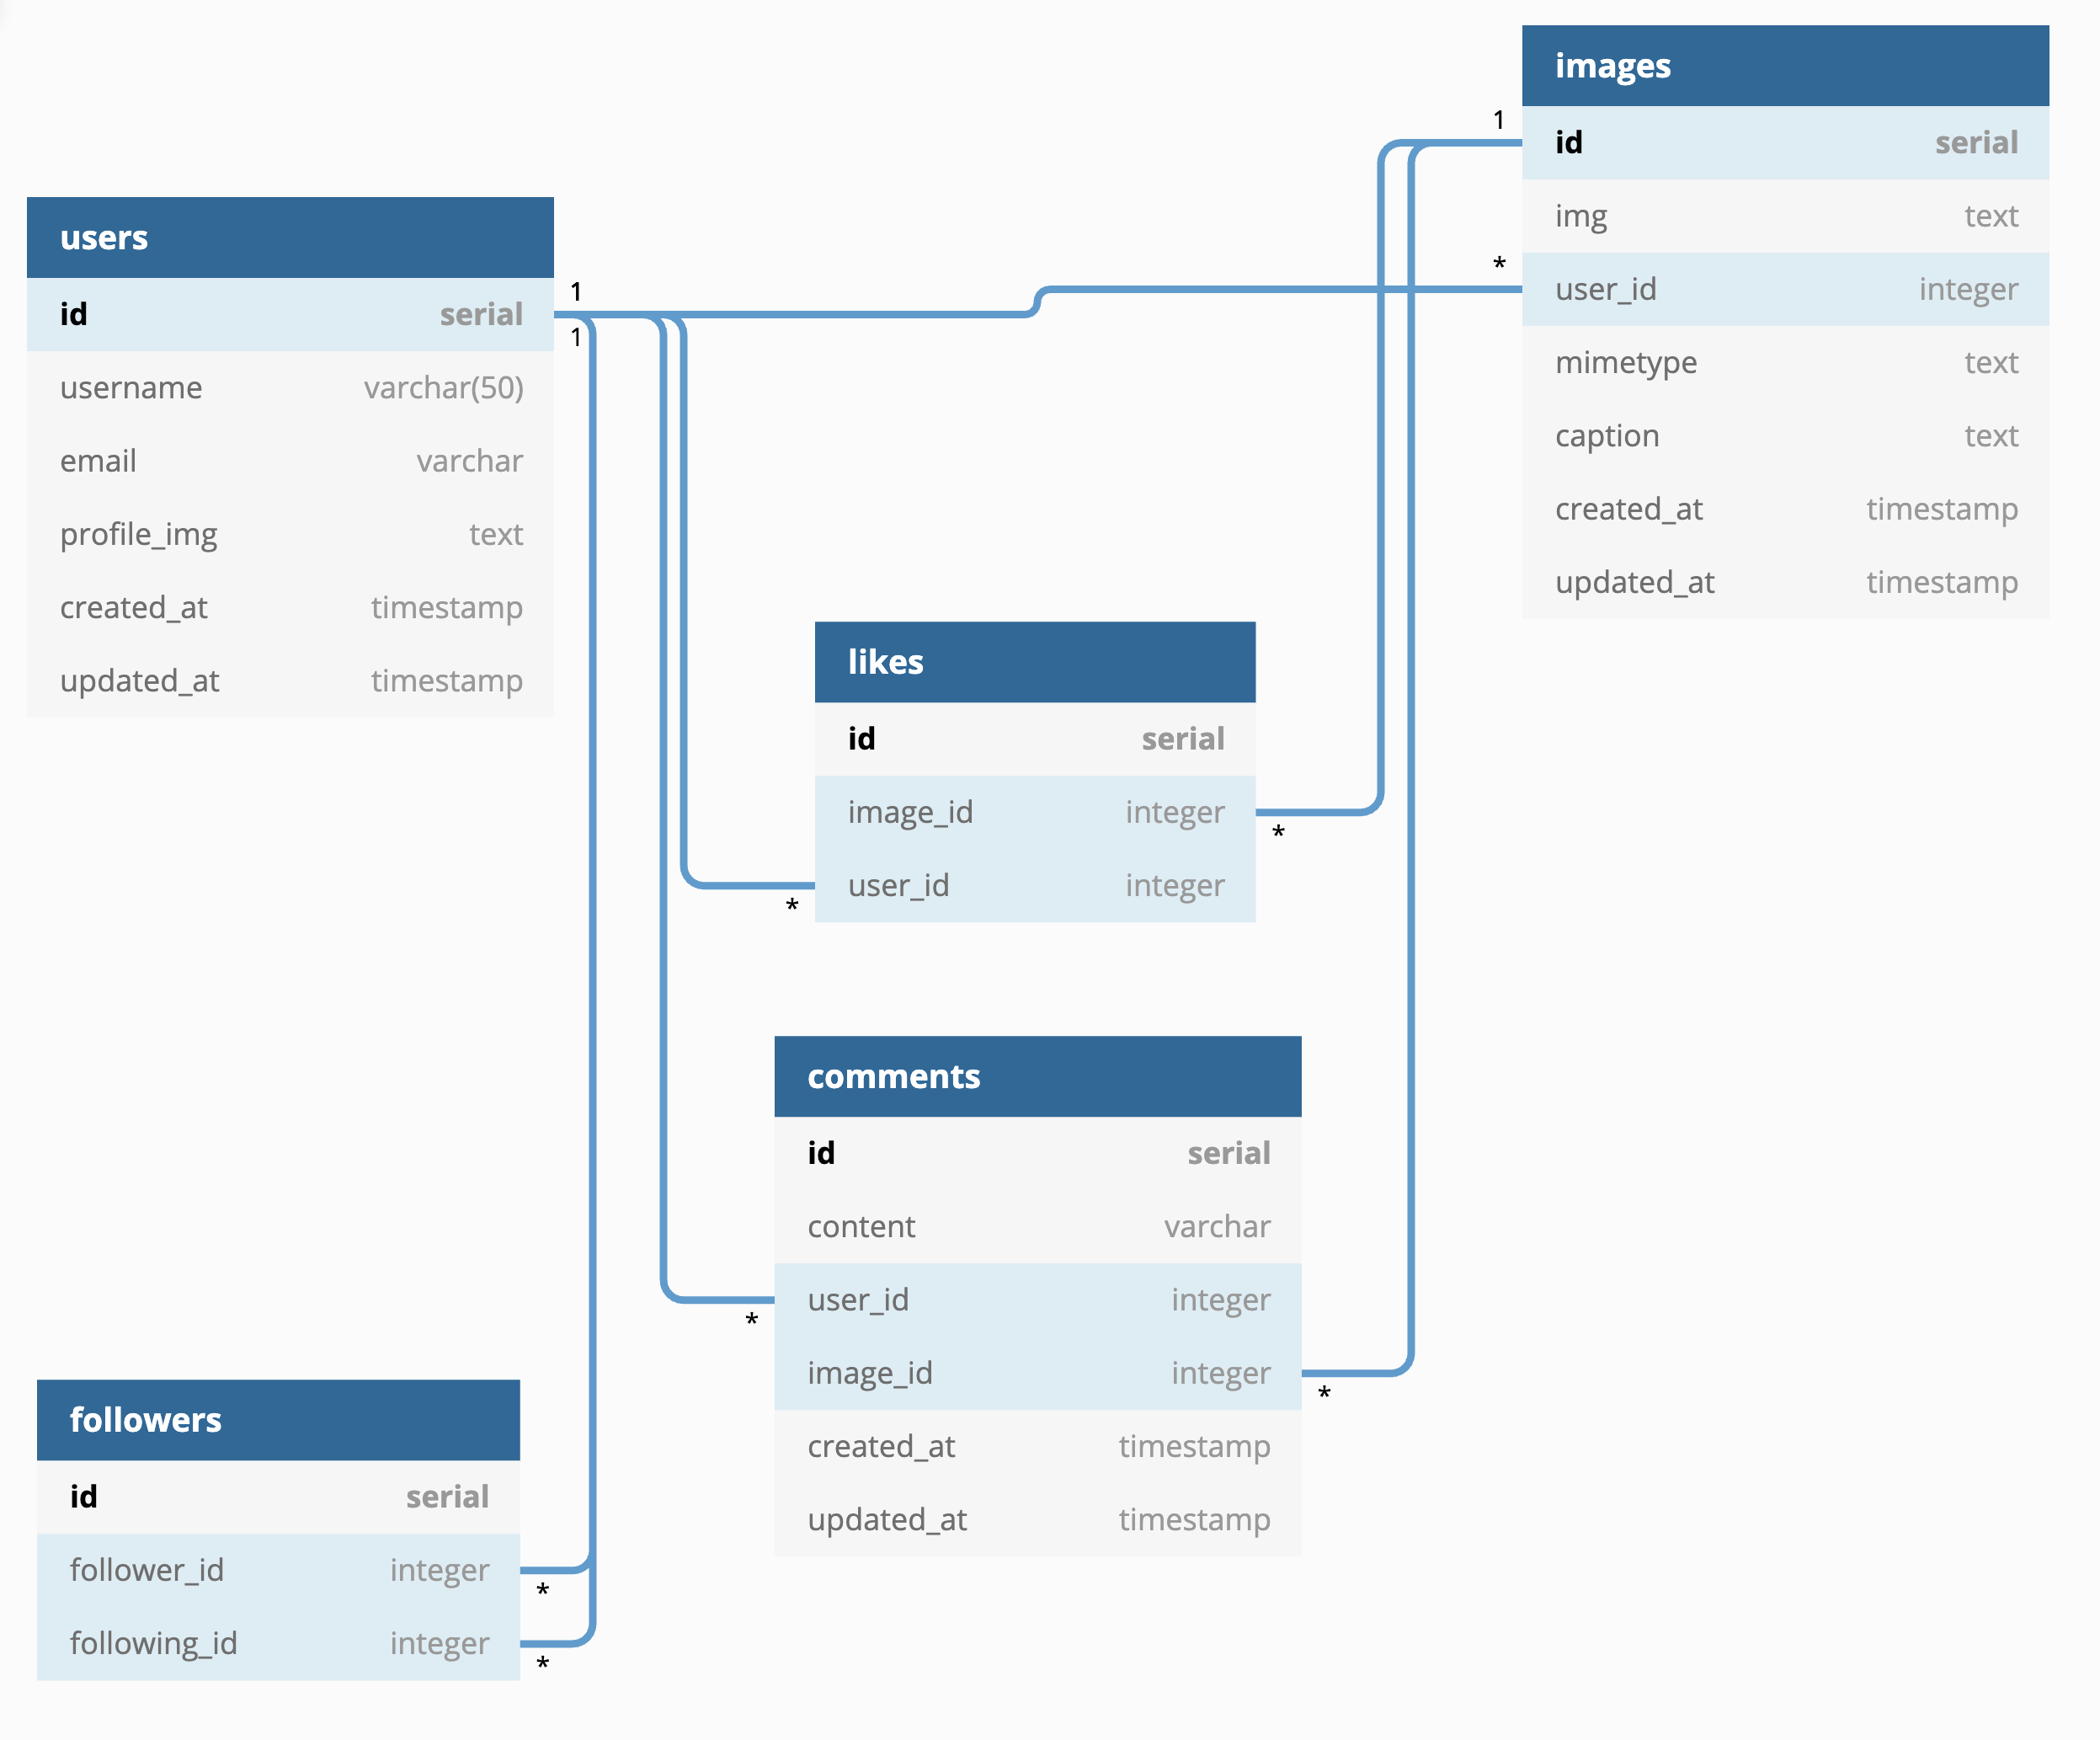 images
1
id serial
img text
*
user_id integer
mimetype text
caption text
created_at timestamp
updated_at timestamp
users
1
id serial
1
username varchar(50)
email varchar
profile_img text
created_at timestamp
updated_at timestamp
likes
id serial
image_id integer
*
user_id integer
*
comments
id serial
content varchar
user_id integer
*
image_id integer
*
created_at timestamp
updated_at timestamp
followers
id serial
follower_id integer
*
following_id integer
*